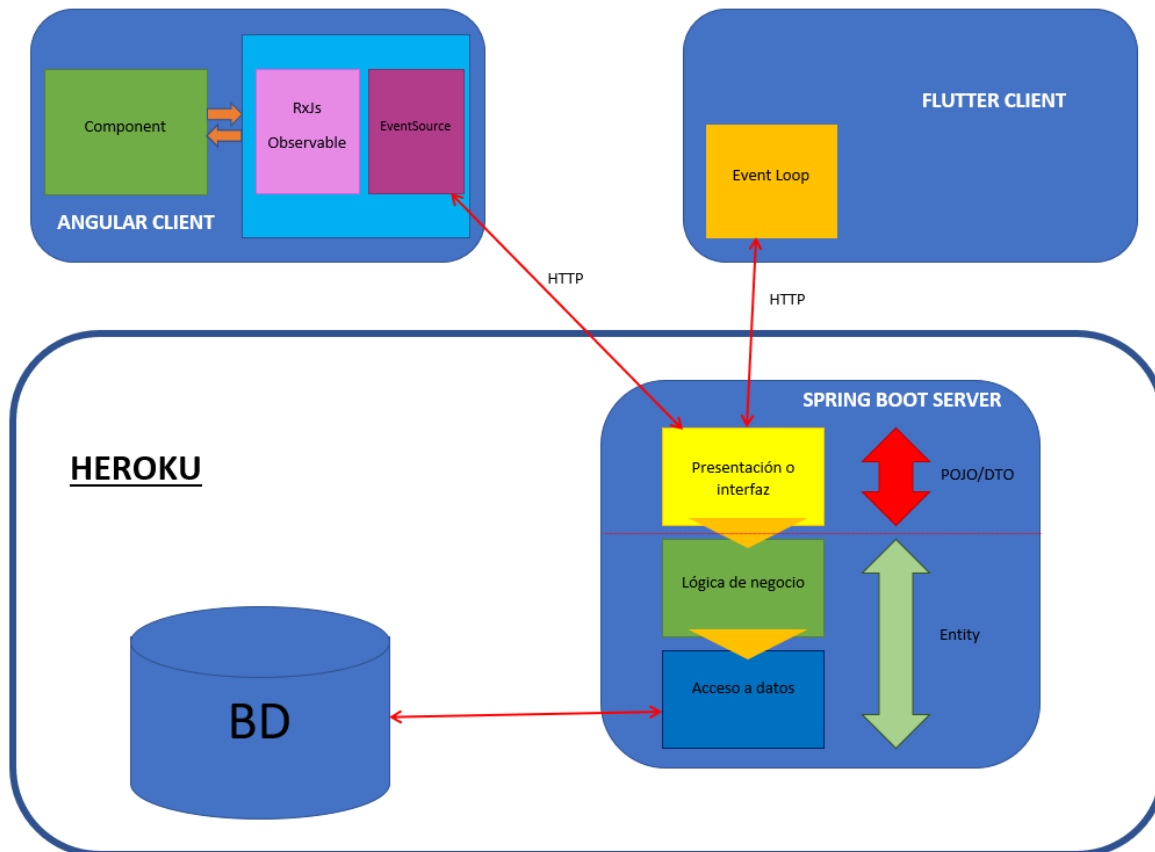 Component
RxJs
Observable
EventSource
ANGULAR CLIENT
FLUTTER CLIENT
Event Loop
HTTP
HTTP
HEROKU
SPRING BOOT SERVER
Presentación o
interfaz
POJO/DTO
Lógica de negocio
Entity
Acceso a datos
BD